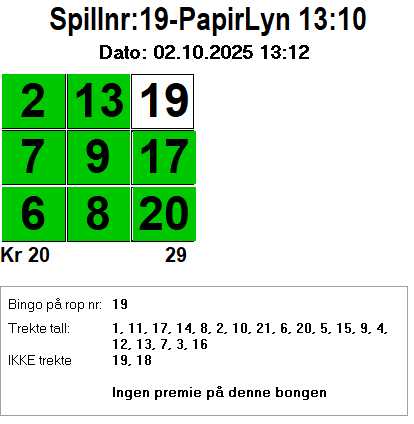 Spillnr:19-PapirLyn 13:10
Dato: 02.10.2025 13:12
2 13 19
7 9 17
6 8 20
Kr 20 29
Bingo på rop nr: 19
Trekte tall: 1, 11, 17, 14, 8, 2, 10, 21, 6, 20, 5, 15, 9, 4,
12, 13, 7, 3, 16
IKKE trekte 19, 18
Ingen premie på denne bongen